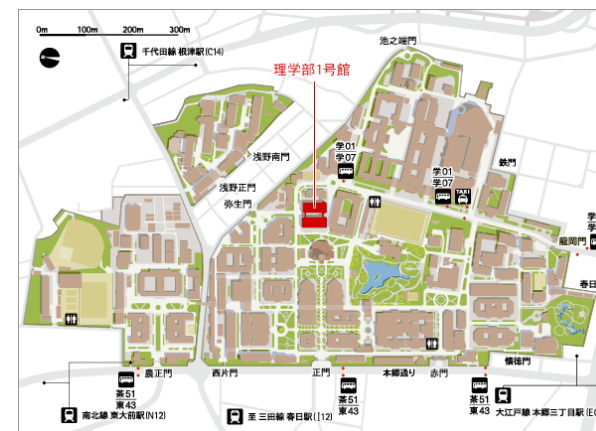 0m 100m 200m 300m
千代田線 根津駅(C14)
池之端門
理学部1号館
学01
学07
浅野南門
浅野正門
弥生門
学01
学07
TAXI
鉄門
龍岡門
春日
農正門
西片門
正門
本郷通り
赤門
懐徳門
茶51
東43
南北線 東大前駅(N12)
至 三田線 春日駅(I12)
茶51
東43
茶51
東43
大江戸線 本郷三丁目駅